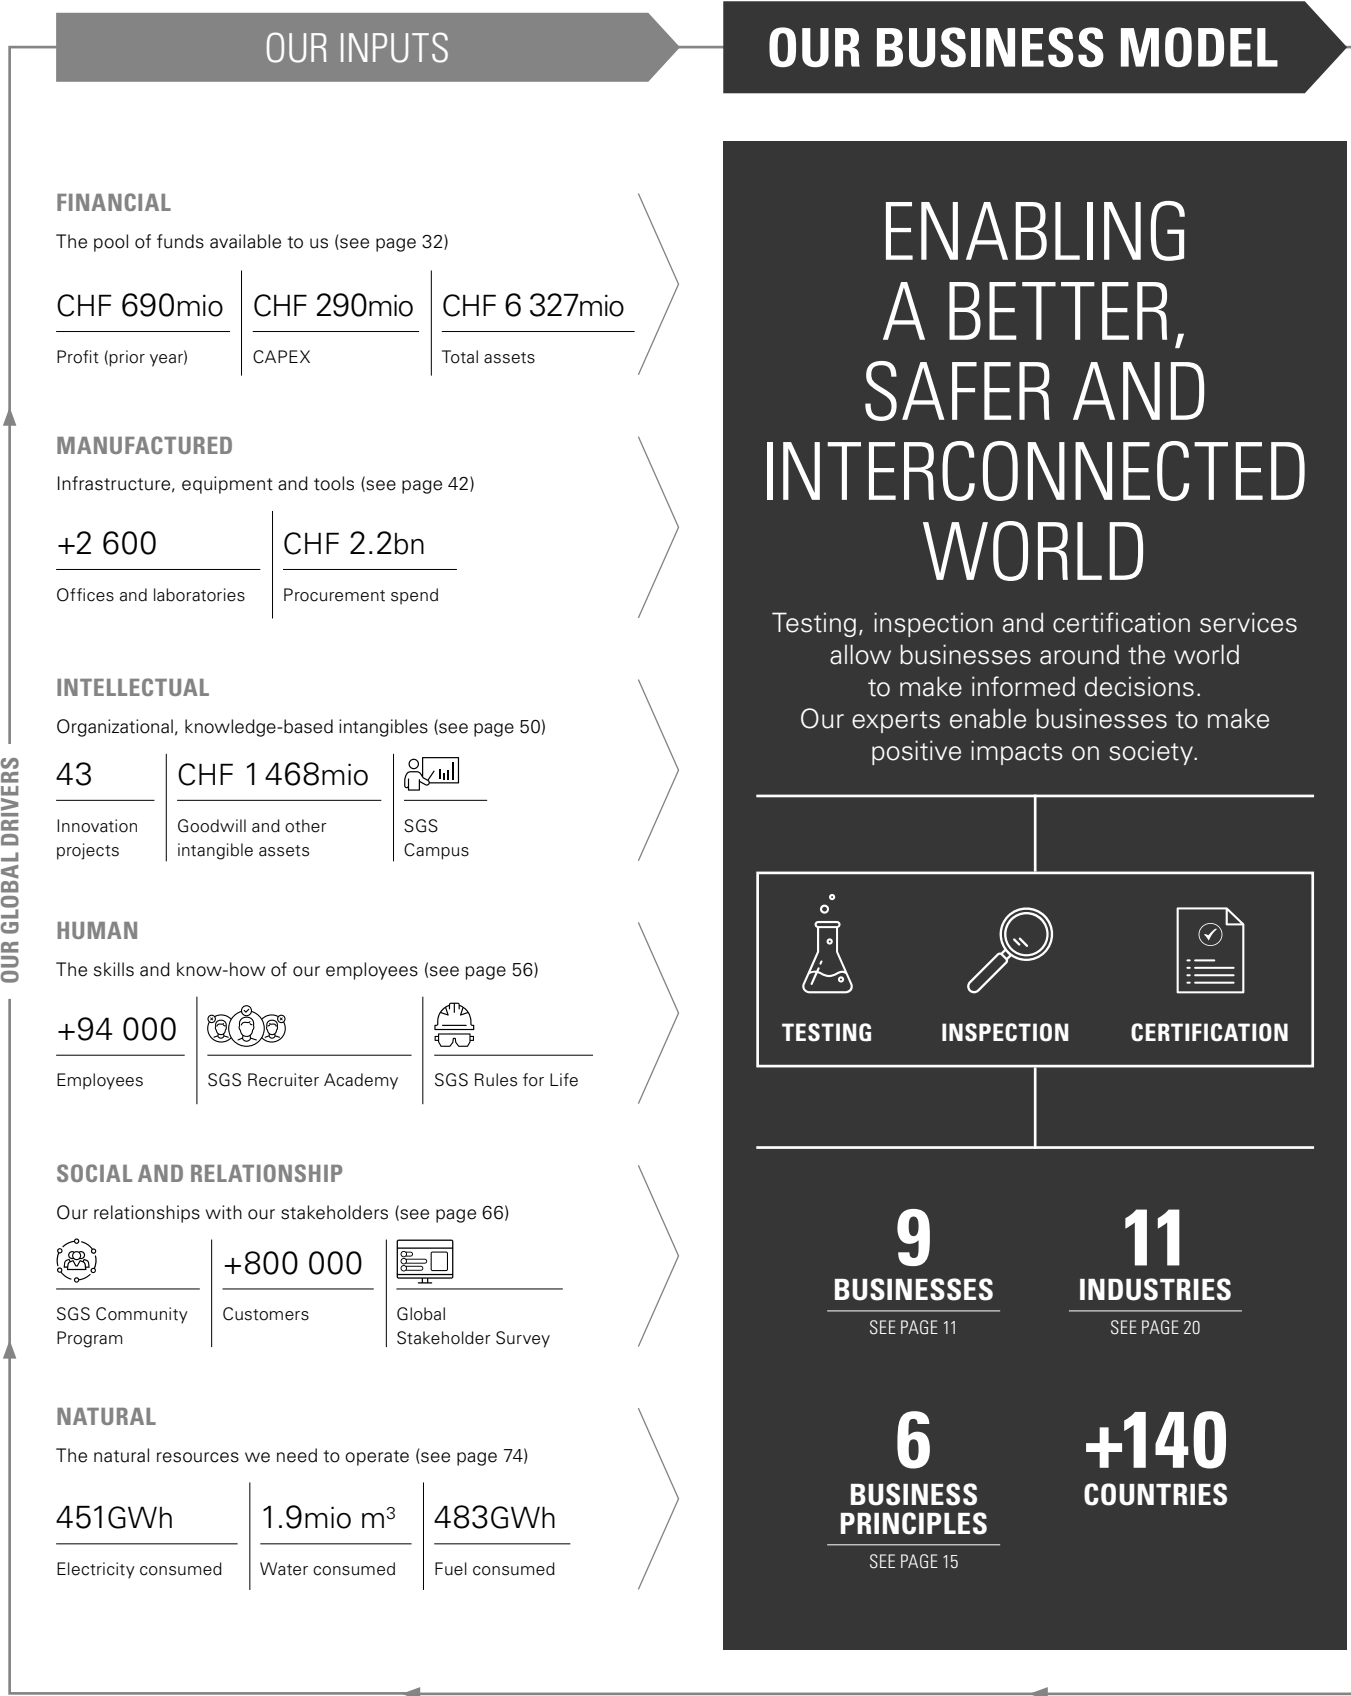 OUR INPUTS
OUR BUSINESS MODEL
OUR GLOBAL DRIVERS
FINANCIAL
The pool of funds available to us (see page 32)
CHF 690mio
Profit (prior year)
CHF 290mio
CAPEX
CHF 6 327mio
Total assets
MANUFACTURED
Infrastructure, equipment and tools (see page 42)
+2 600
Offices and laboratories
CHF 2.2bn
Procurement spend
INTELLECTUAL
Organizational, knowledge-based intangibles (see page 50)
43
Innovation
projects
CHF 1 468mio
Goodwill and other
intangible assets
SGS
Campus
HUMAN
The skills and know-how of our employees (see page 56)
+94 000
Employees
SGS Recruiter Academy
SGS Rules for Life
SOCIAL AND RELATIONSHIP
Our relationships with our stakeholders (see page 66)
SGS Community
Program
+800 000
Customers
Global
Stakeholder Survey
NATURAL
The natural resources we need to operate (see page 74)
451GWh
Electricity consumed
1.9mio m³
Water consumed
483GWh
Fuel consumed
ENABLING
A BETTER,
SAFER AND
INTERCONNECTED
WORLD
Testing, inspection and certification services
allow businesses around the world
to make informed decisions.
Our experts enable businesses to make
positive impacts on society.
TESTING
INSPECTION
CERTIFICATION
9
BUSINESSES
SEE PAGE 11
11
INDUSTRIES
SEE PAGE 20
6
BUSINESS
PRINCIPLES
SEE PAGE 15
+140
COUNTRIES